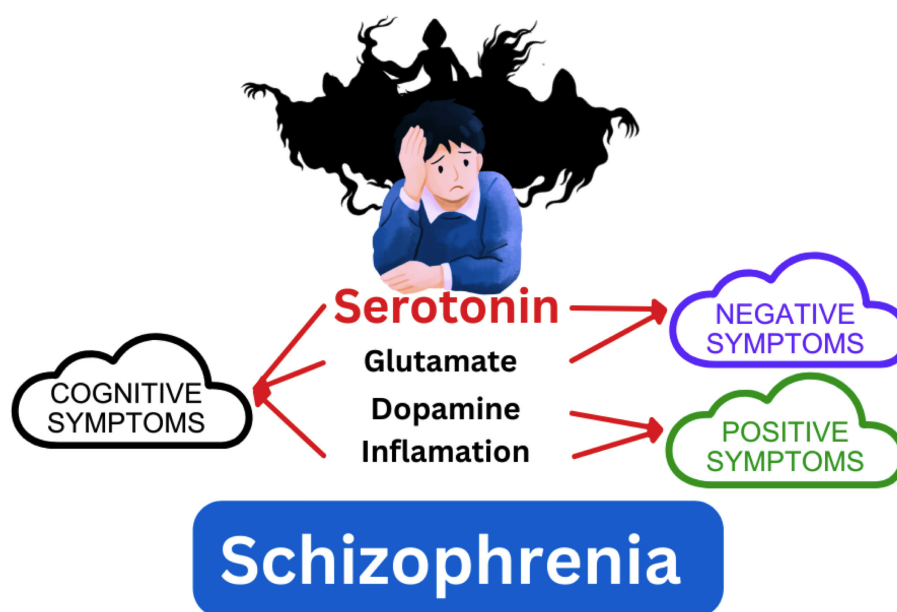 Serotonin
Glutamate
Dopamine
Inflamation
COGNITIVE
SYMPTOMS
NEGATIVE
SYMPTOMS
POSITIVE
SYMPTOMS
Schizophrenia